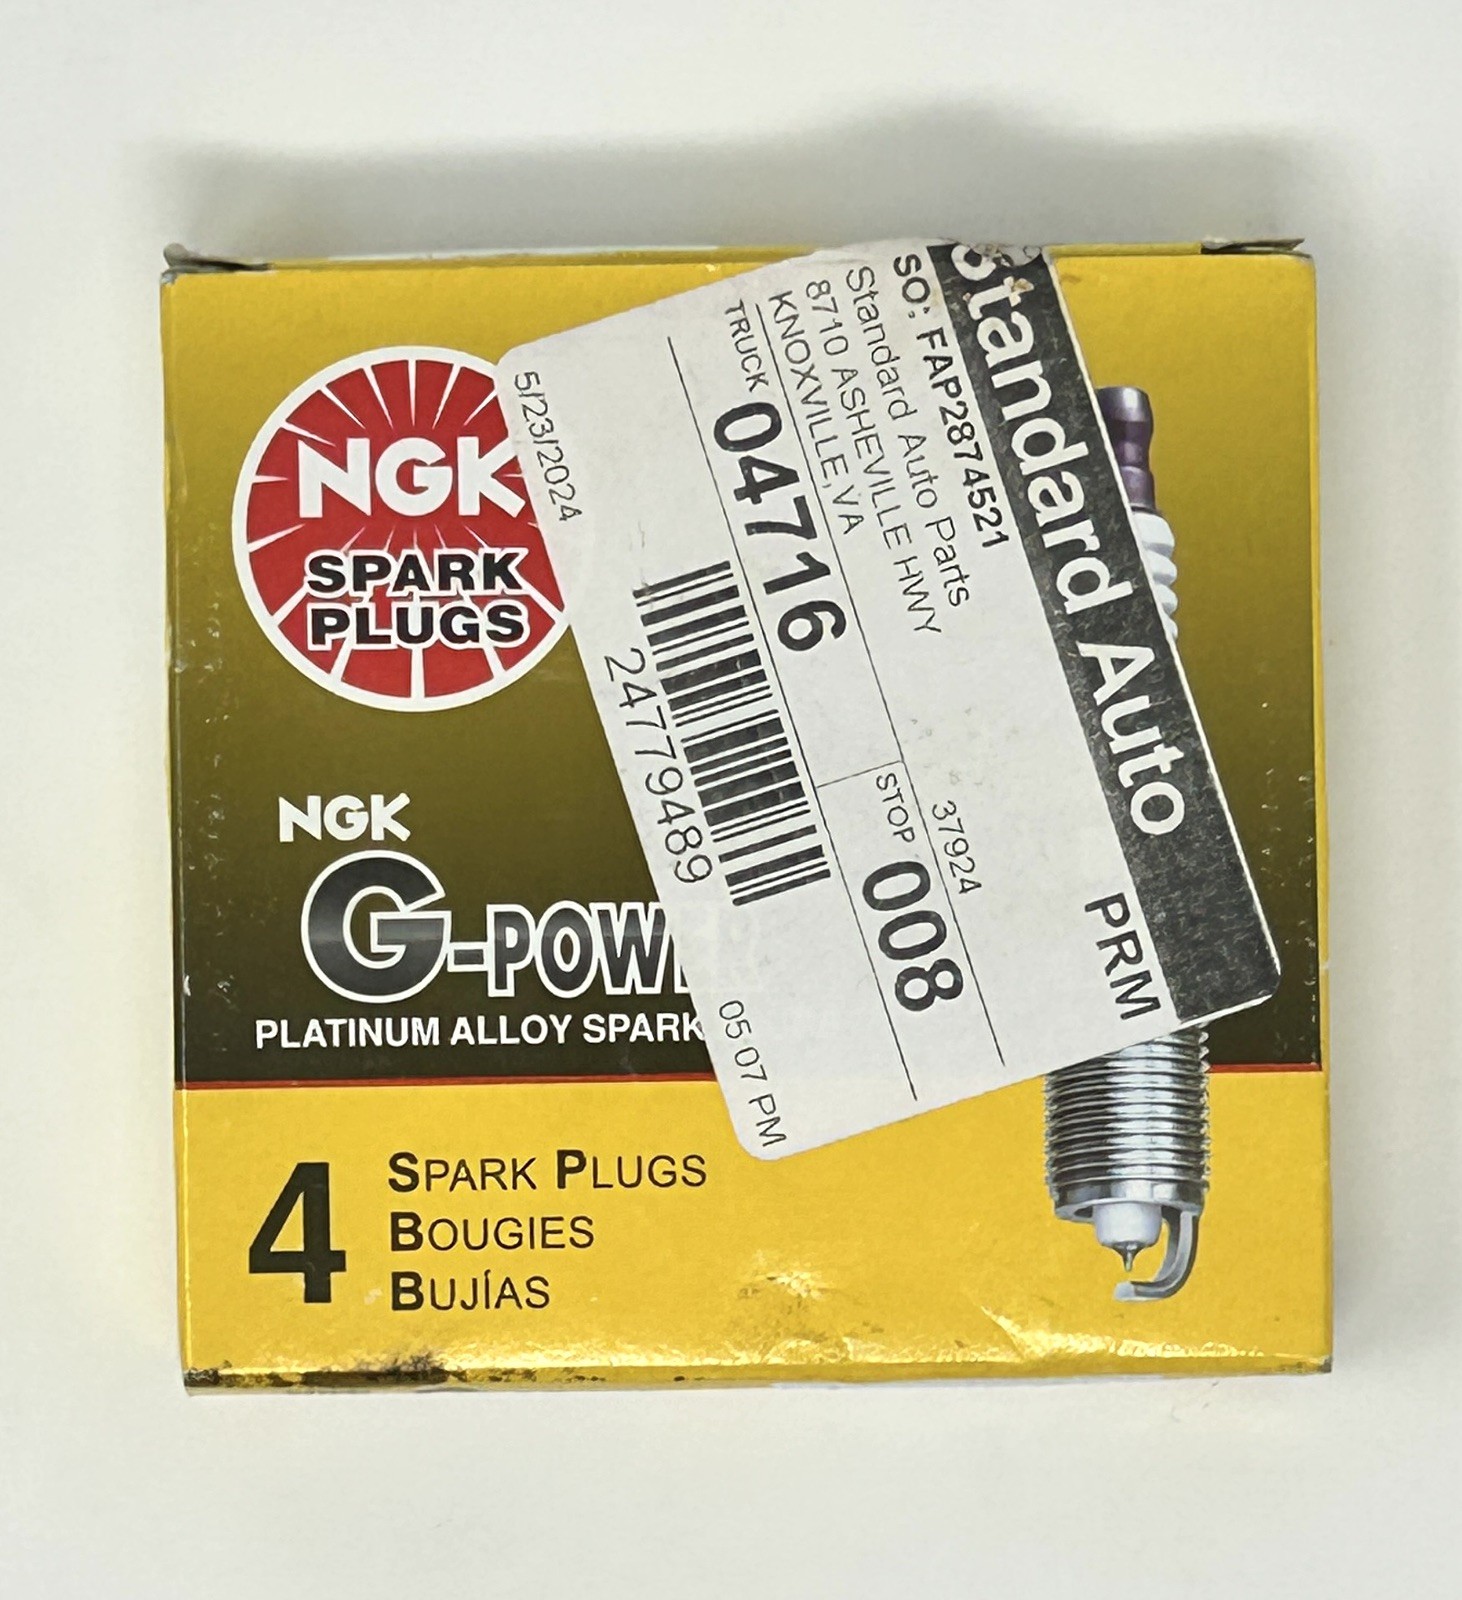 NGK
SPARK
PLUGS
NGK
G-POW
PLATINUM ALLOY SPARK
4
SPARK PLUGS
BOUGIES
BUJÍAS
Standard Auto
PRM
SO: FAP2874521
Standard Auto Parts
8710 ASHEVILLE HWY
KNOXVILLE, VA
37924
TRUCK 04716
STOP 008
24779489
5/23/2024
05:07 PM